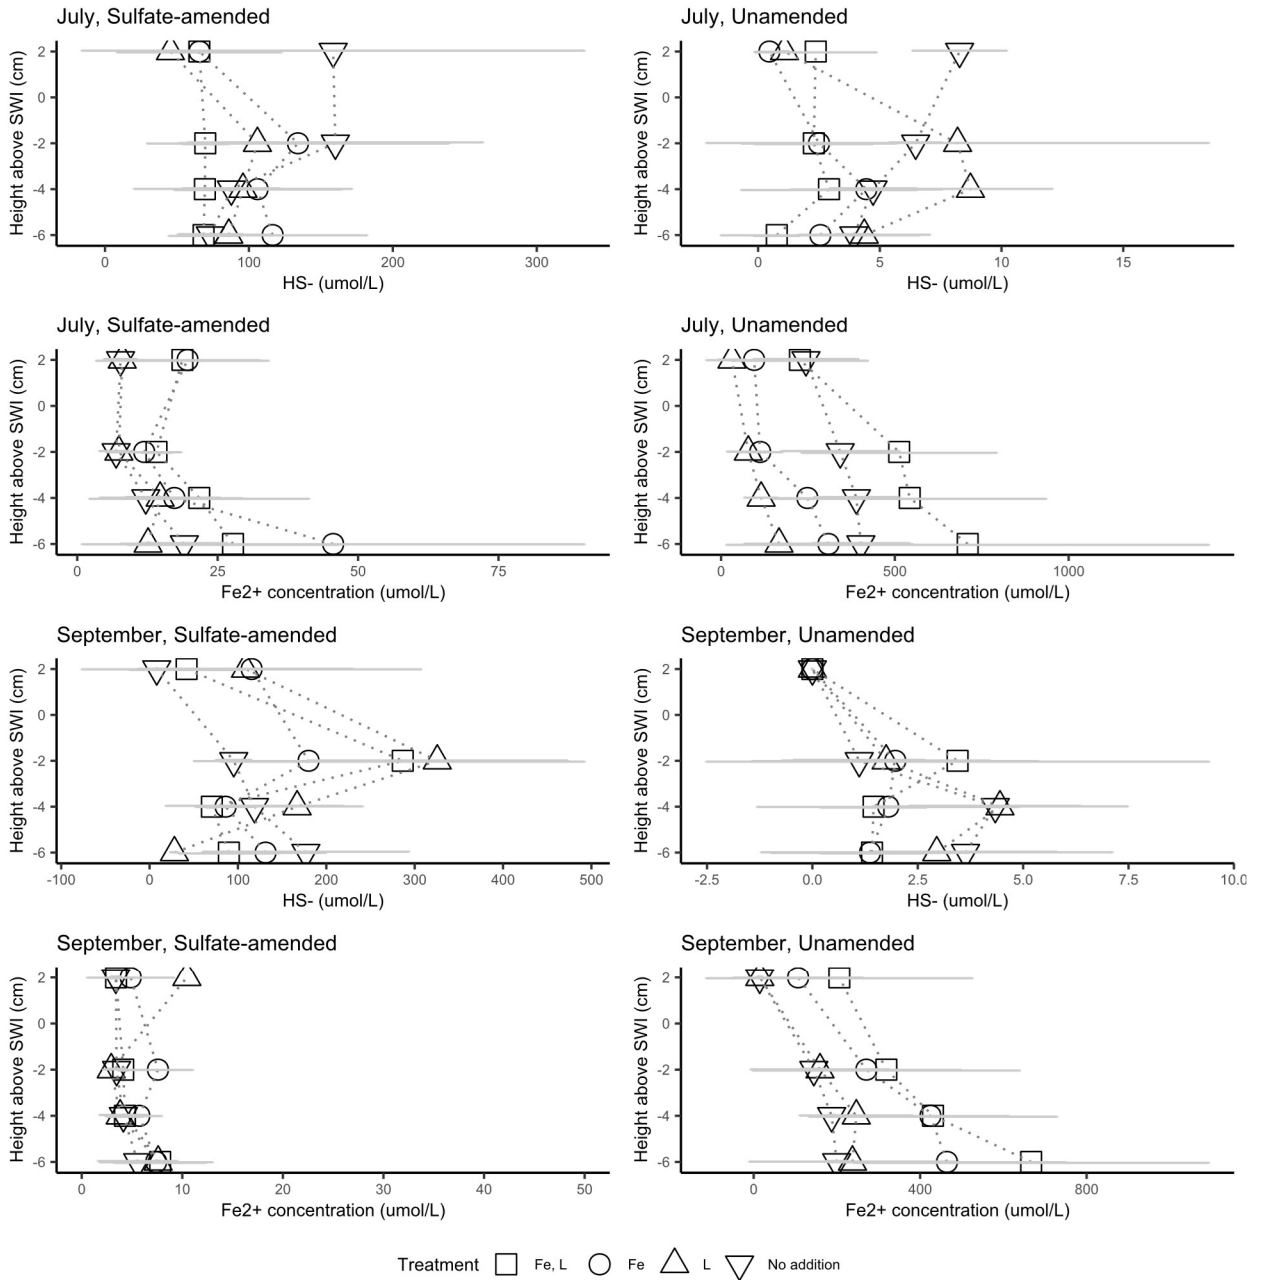 July, Sulfate-amended
Height above SWI (cm)
2
0
-2
-4
-6
0 100 200 300
HS- (umol/L)
July, Unamended
Height above SWI (cm)
2
0
-2
-4
-6
0 5 10 15
HS- (umol/L)
July, Sulfate-amended
Height above SWI (cm)
2
0
-2
-4
-6
0 25 50 75
Fe2+ concentration (umol/L)
July, Unamended
Height above SWI (cm)
2
0
-2
-4
-6
0 500 1000
Fe2+ concentration (umol/L)
September, Sulfate-amended
Height above SWI (cm)
2
0
-2
-4
-6
-100 0 100 200 300 400 500
HS- (umol/L)
September, Unamended
Height above SWI (cm)
2
0
-2
-4
-6
-2.5 0.0 2.5 5.0 7.5 10.0
HS- (umol/L)
September, Sulfate-amended
Height above SWI (cm)
2
0
-2
-4
-6
0 10 20 30 40 50
Fe2+ concentration (umol/L)
September, Unamended
Height above SWI (cm)
2
0
-2
-4
-6
0 400 800
Fe2+ concentration (umol/L)
Treatment Fe, L Fe L No addition